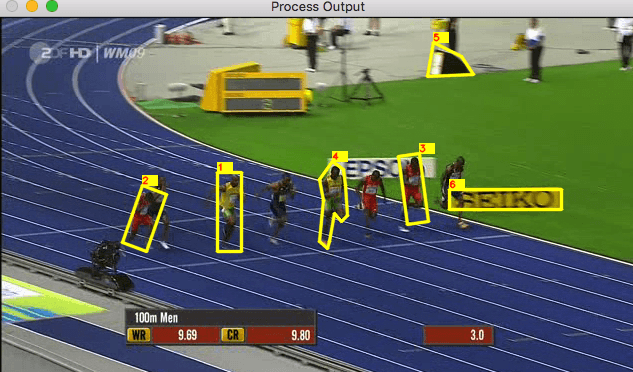 Process Output
5
2DFHD WM09
4
3
EPSON
1
2
6
SEIKO
100m Men
WR 9.69 CR 9.80 3.0